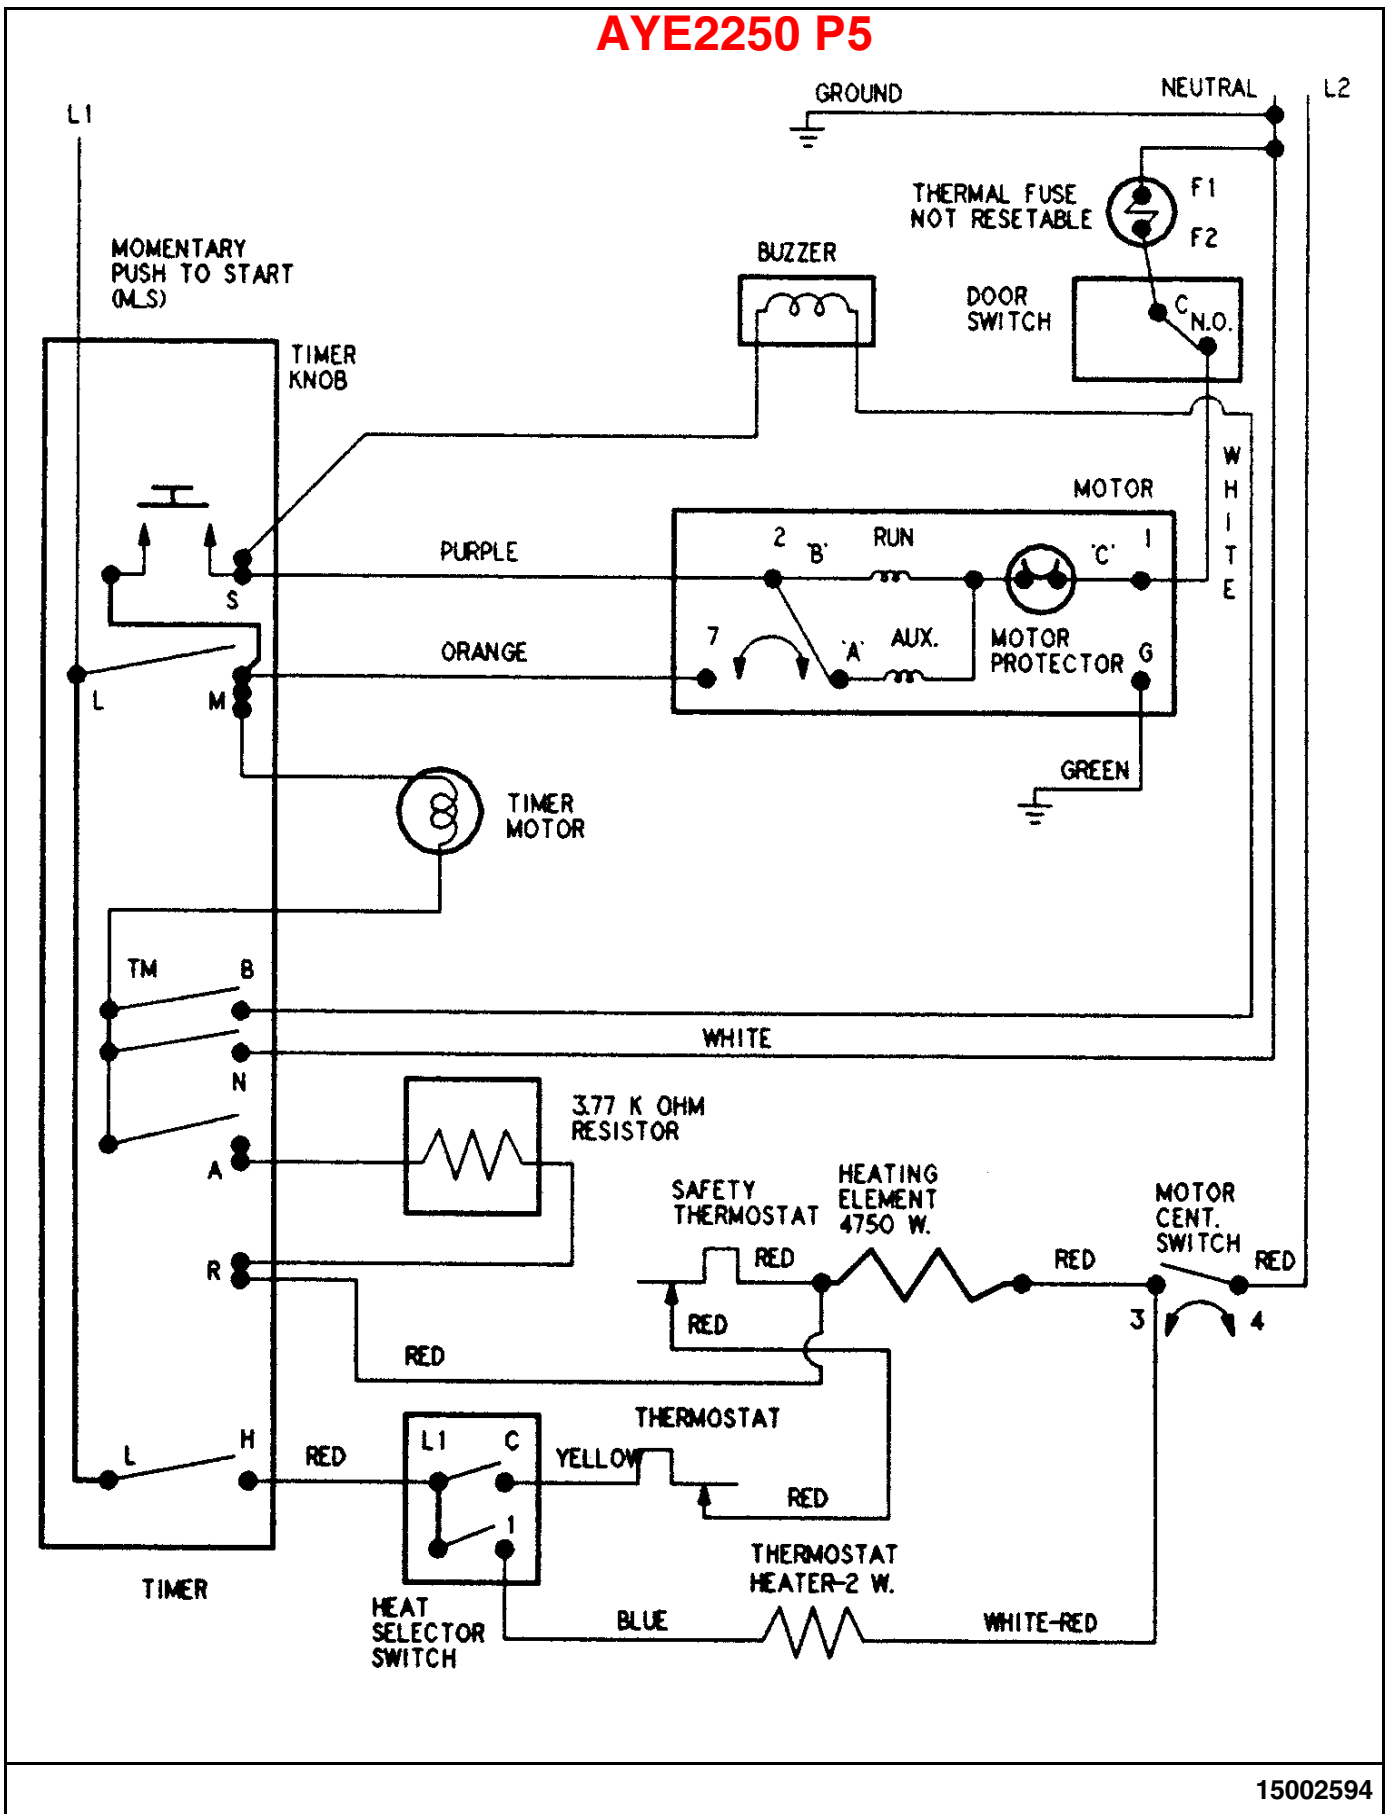 AYE2250 P5
L1
GROUND
NEUTRAL
L2
THERMAL FUSE
NOT RESETABLE
F1
F2
MOMENTARY
PUSH TO START
(M_S)
BUZZER
DOOR
SWITCH
C
N.O.
TIMER
KNOB
WHITE
MOTOR
PURPLE
2
'B'
RUN
'C'
1
S
ORANGE
7
'A'
AUX.
MOTOR
PROTECTOR
G
L
M
GREEN
TIMER
MOTOR
TM
B
WHITE
N
3.77 K OHM
RESISTOR
A
SAFETY
THERMOSTAT
HEATING
ELEMENT
4750 W.
MOTOR
CENT.
SWITCH
R
RED
RED
RED
RED
3
4
RED
THERMOSTAT
L
H
RED
L1
C
YELLOW
RED
1
THERMOSTAT
HEATER-2 W.
TIMER
HEAT
SELECTOR
SWITCH
BLUE
WHITE-RED
15002594